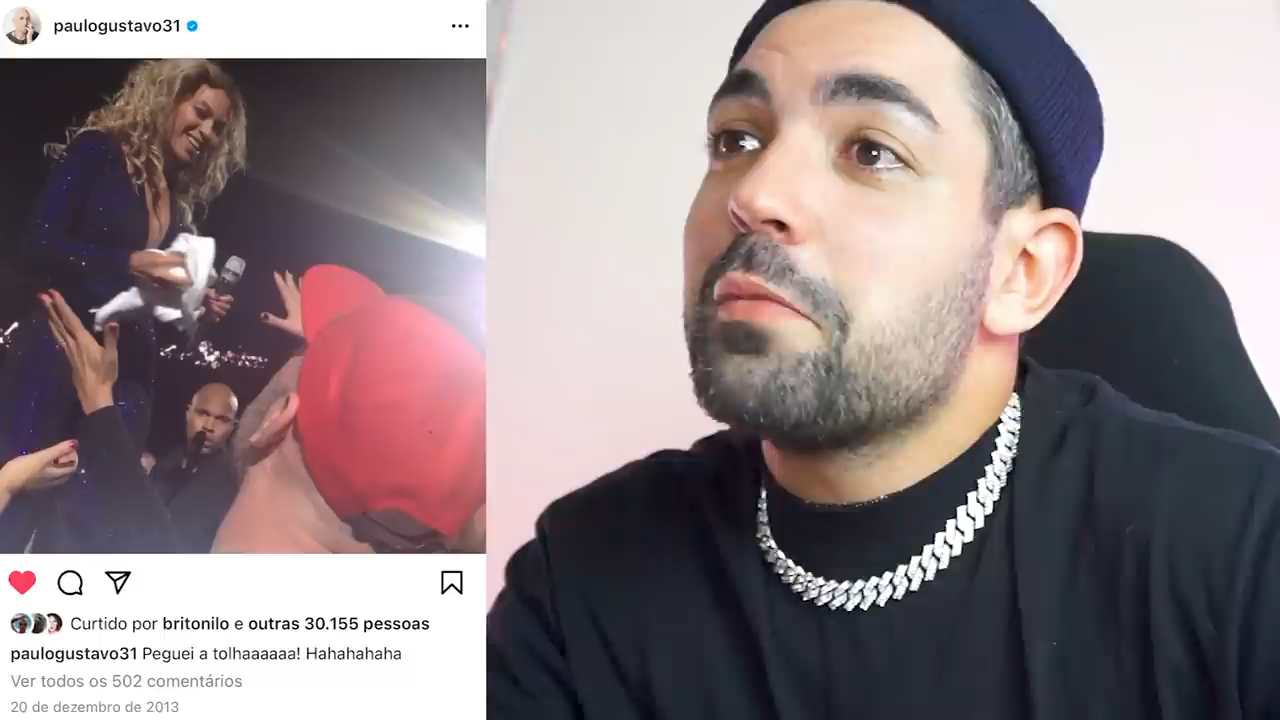 paulogustavo31
Curtido por britonilo e outras 30.155 pessoas
paulogustavo31 Peguei a tolhaaaaaa! Hahahahaha
Ver todos os 502 comentários
20 de dezembro de 2013